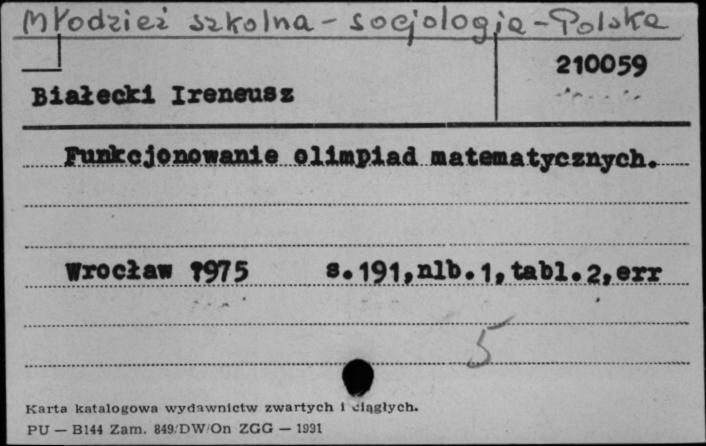 Młodzież szkolna - socjologia - Polska
210059
Białecki Ireneusz
Funkcjonowanie olimpiad matematycznych.
Wrocław 1975 s.191,nlb.1,tabl.2,err
5
Karta katalogowa wydawnictw zwartych i ciągłych.
PU — B144 Zam. 849/DW/On ZGG — 1991